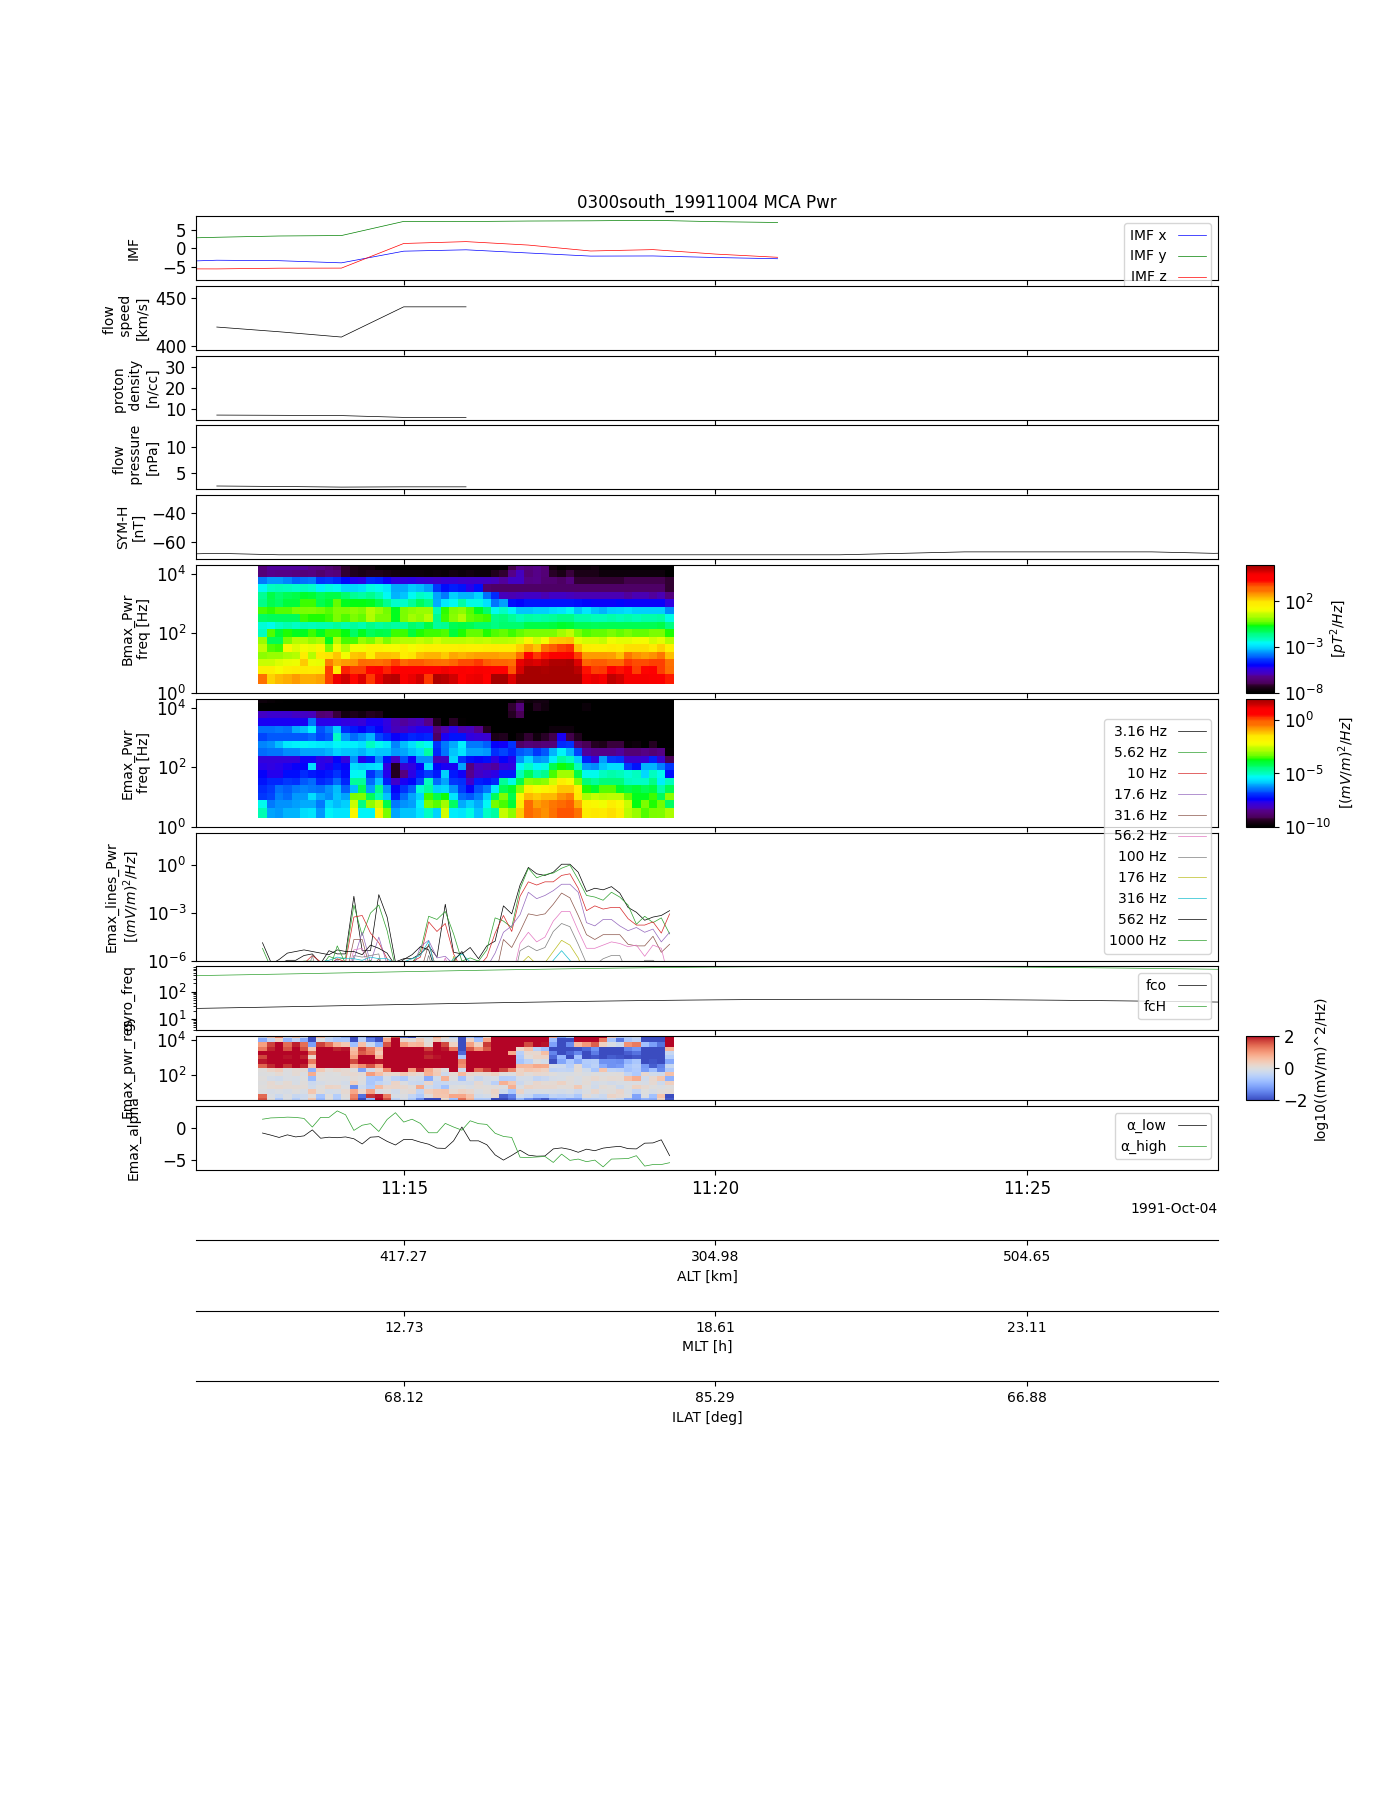 0300south_19911004 MCA Pwr
IMF
5
0
−5
IMF x
IMF y
IMF z
flow
speed
[km/s]
450
400
proton
density
[n/cc]
30
20
10
flow
pressure
[nPa]
10
5
SYM-H
[nT]
−40
−60
Bmax_Pwr
freq [Hz]
10^4
10^2
10^0
10^2
10^−3
10^−8
[pT^2/Hz]
Emax_Pwr
freq [Hz]
10^4
10^2
10^0
10^0
10^−5
10^−10
[(mV/m)^2/Hz]
3.16 Hz
5.62 Hz
10 Hz
17.6 Hz
31.6 Hz
56.2 Hz
100 Hz
176 Hz
316 Hz
562 Hz
1000 Hz
Emax_lines_Pwr
[(mV/m)^2/Hz]
10^0
10^−3
10^−6
gyro_freq
10^2
10^1
fco
fcH
Emax_pwr_res
10^4
10^2
2
0
−2
log10((mV/m)^2/Hz)
Emax_alpha
0
−5
α_low
α_high
11:15
11:20
11:25
1991-Oct-04
417.27
304.98
504.65
ALT [km]
12.73
18.61
23.11
MLT [h]
68.12
85.29
66.88
ILAT [deg]